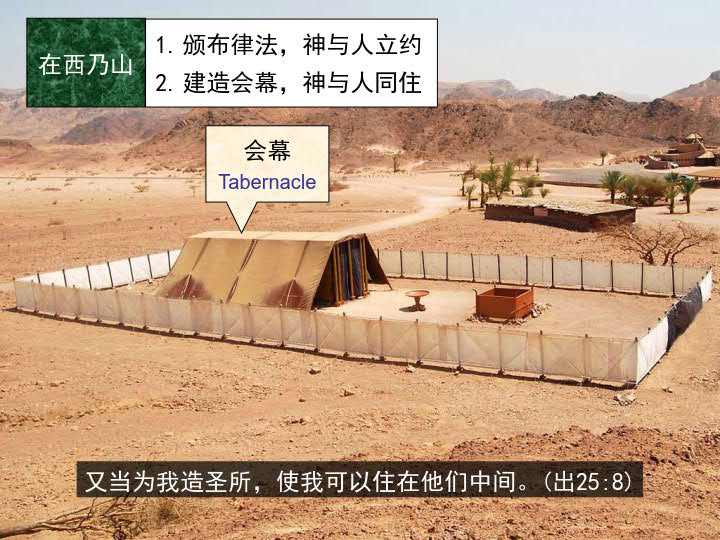 在西乃山
1. 颁布律法，神与人立约
2. 建造会幕，神与人同住
会幕
Tabernacle
又当为我造圣所，使我可以住在他们中间。(出25:8)